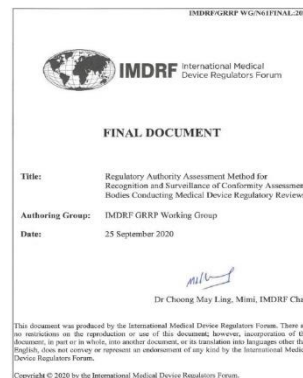 IMDRF/GRRP WG/N61FINAL:20
IMDRF International Medical
Device Regulators Forum
FINAL DOCUMENT
Title: Regulatory Authority Assessment Method for
Recognition and Surveillance of Conformity Assessmen
Bodies Conducting Medical Device Regulatory Review
Authoring Group: IMDRF GRRP Working Group
Date: 25 September 2020
Dr Choong May Ling, Mimi, IMDRF Cha
This document was produced by the International Medical Device Regulators Forum. There a
no restrictions on the reproduction or use of this document; however, incorporation of th
document, in part or in whole, into another document, or its translation into languages other tha
English, does not convey or represent an endorsement of any kind by the International Medic
Device Regulators Forum.
Copyright © 2020 by the International Medical Device Regulators Forum.